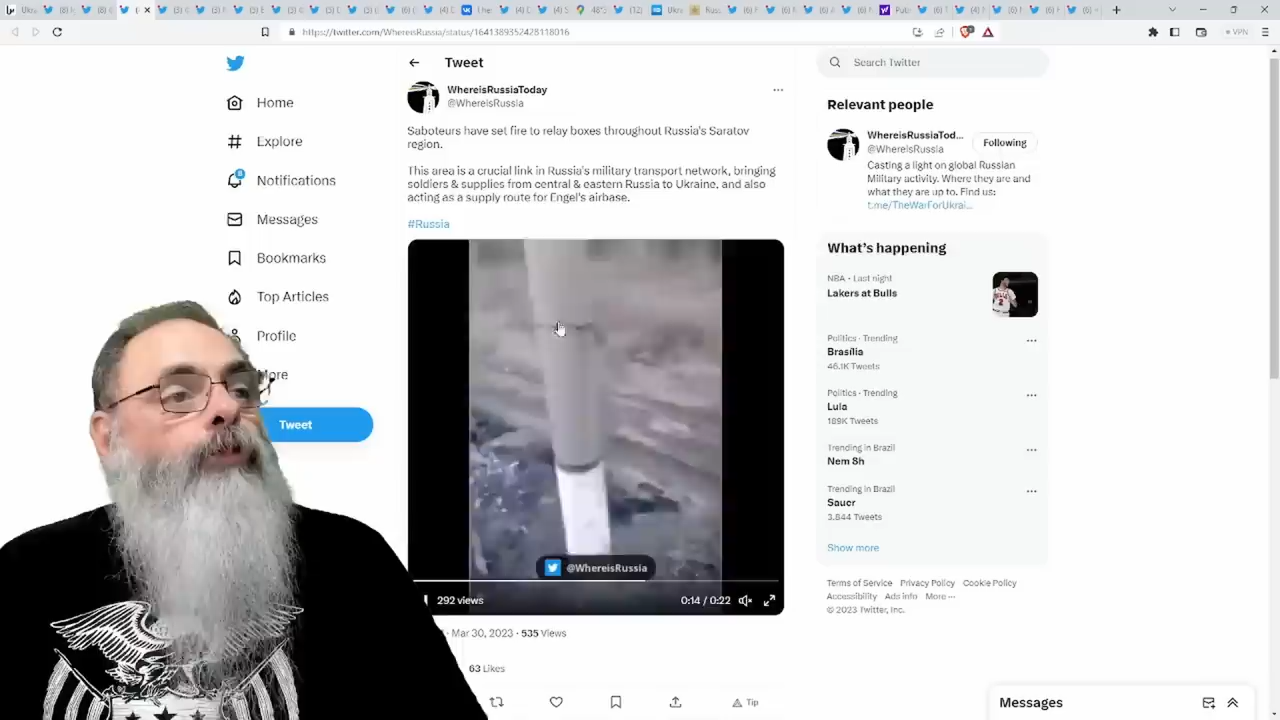 https://twitter.com/WhereisRussia/status/1641389352428118016
VPN
Home
Explore
Notifications
Messages
Bookmarks
Top Articles
Profile
More
Tweet
Tweet
WhereisRussiaToday
@WhereisRussia
Saboteurs have set fire to relay boxes throughout Russia's Saratov
region.
This area is a crucial link in Russia's military transport network, bringing
soldiers & supplies from central & eastern Russia to Ukraine, and also
acting as a supply route for Engel's airbase.
#Russia
@WhereisRussia
292 views
0:14 / 0:22
Mar 30, 2023 · 535 Views
63 Likes
Tip
Search Twitter
Relevant people
WhereisRussiaTod...
@WhereisRussia
Following
Casting a light on global Russian
Military activity. Where they are and
what they are up to. Find us:
t.me/TheWarForUkrai...
What's happening
NBA · Last night
Lakers at Bulls
Politics · Trending
Brasília
46.1K Tweets
Politics · Trending
Lula
189K Tweets
Trending in Brazil
Nem 8h
Trending in Brazil
Sauer
3,844 Tweets
Show more
Terms of Service Privacy Policy Cookie Policy
Accessibility Ads info More ···
© 2023 Twitter, Inc.
Messages